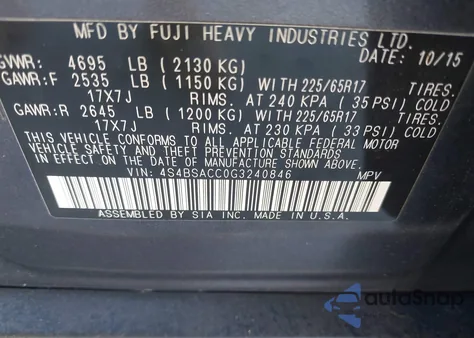 MFD BY FUJI HEAVY INDUSTRIES LTD.
DATE: 10/15
GVWR: 4695 LB (2130 KG)
GAWR:F 2535 LB (1150 KG) WITH 225/65R17 TIRES.
17X7J RIMS. AT 240 KPA (35 PSI) COLD
GAWR:R 2645 LB (1200 KG) WITH 225/65R17 TIRES.
17X7J RIMS. AT 230 KPA (33 PSI) COLD
THIS VEHICLE CONFORMS TO ALL APPLICABLE FEDERAL MOTOR
VEHICLE SAFETY AND THEFT PREVENTION STANDARDS IN EFFECT
ON THE DATE OF MANUFACTURE SHOWN ABOVE.
VIN: 4S4BSACC0G3240846 MPV
ASSEMBLED BY SIA INC. MADE IN U.S.A.
autoSnap